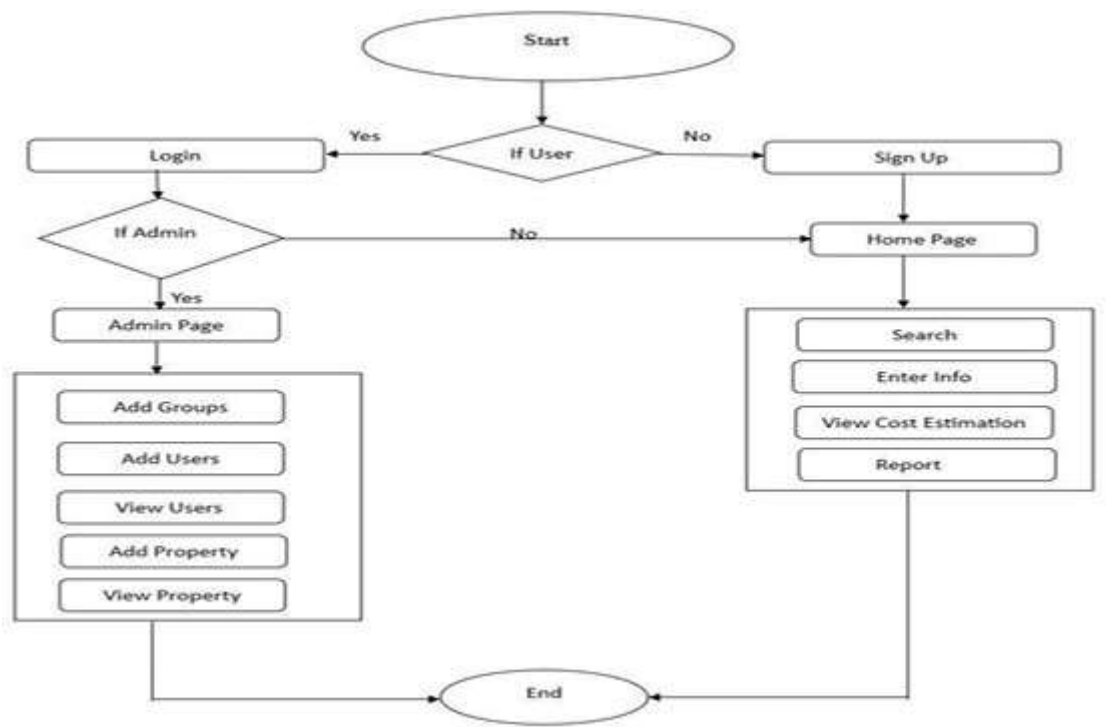 Start
Yes
If User
No
Login
Sign Up
If Admin
No
Home Page
Yes
Admin Page
Search
Enter Info
View Cost Estimation
Report
Add Groups
Add Users
View Users
Add Property
View Property
End